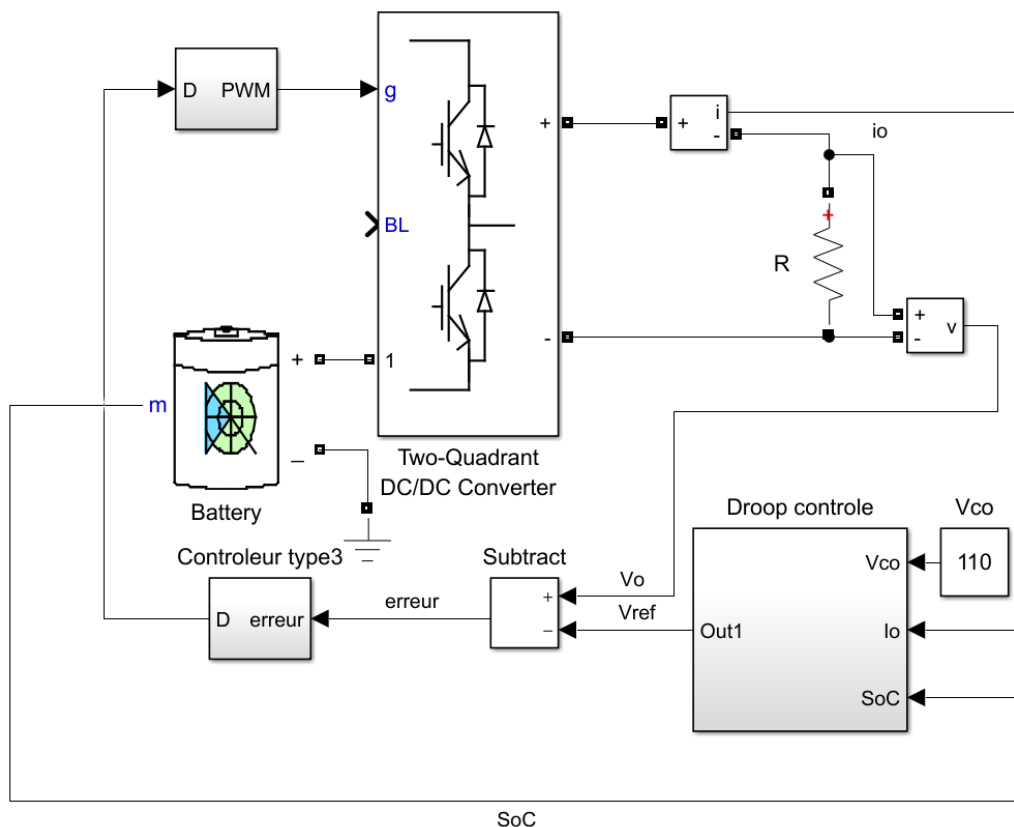 D PWM
g
+
+
i
-
io
BL
+
R
+
-
v
-
+
1
m
−
Two-Quadrant
DC/DC Converter
Battery
Droop controle
Vco
Controleur type3
Subtract
Vco
110
D erreur
erreur
+
−
Vo
Vref
Out1
Io
SoC
SoC